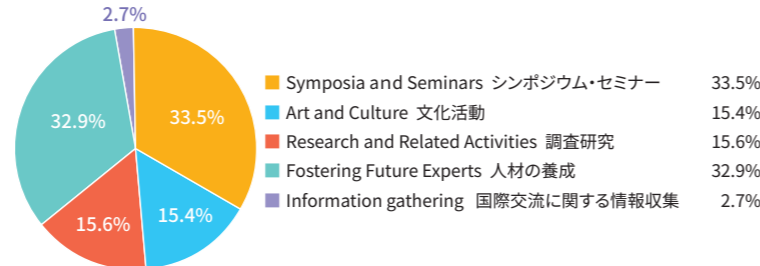 2.7%
33.5%
32.9%
15.6%
15.4%
Symposia and Seminars シンポジウム・セミナー 33.5%
Art and Culture 文化活動 15.4%
Research and Related Activities 調査研究 15.6%
Fostering Future Experts 人材の養成 32.9%
Information gathering 国際交流に関する情報収集 2.7%